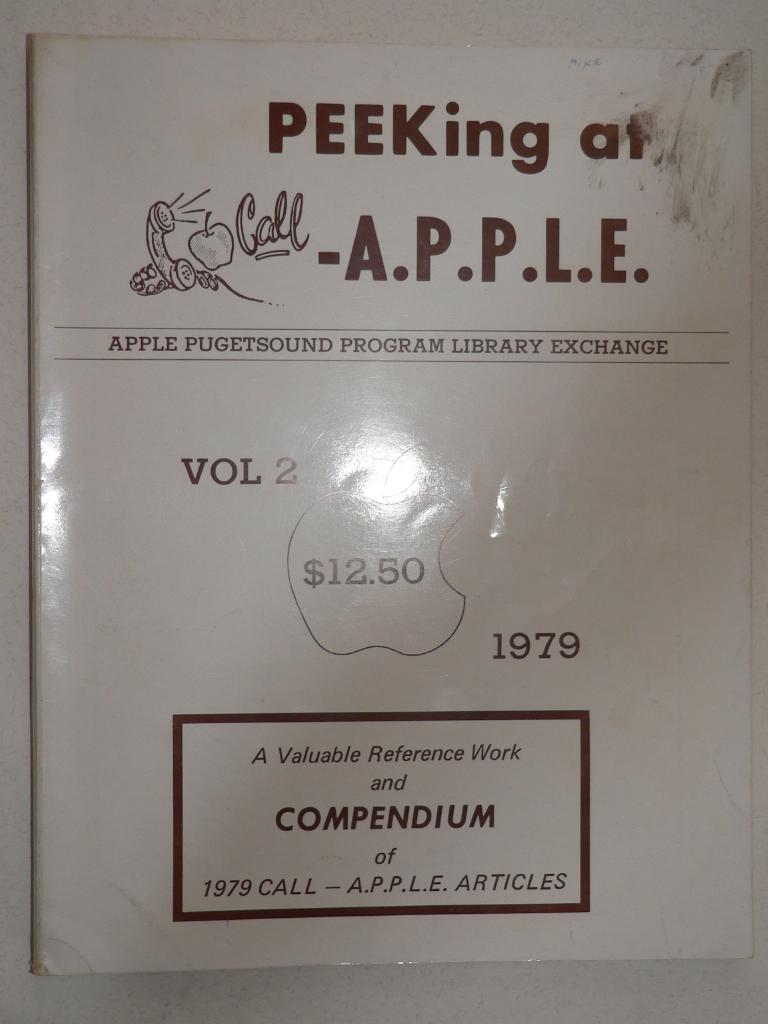 MIKE
PEEKing at
Call
-A.P.P.L.E.
APPLE PUGETSOUND PROGRAM LIBRARY EXCHANGE
VOL 2
$12.50
1979
A Valuable Reference Work
and
COMPENDIUM
of
1979 CALL — A.P.P.L.E. ARTICLES